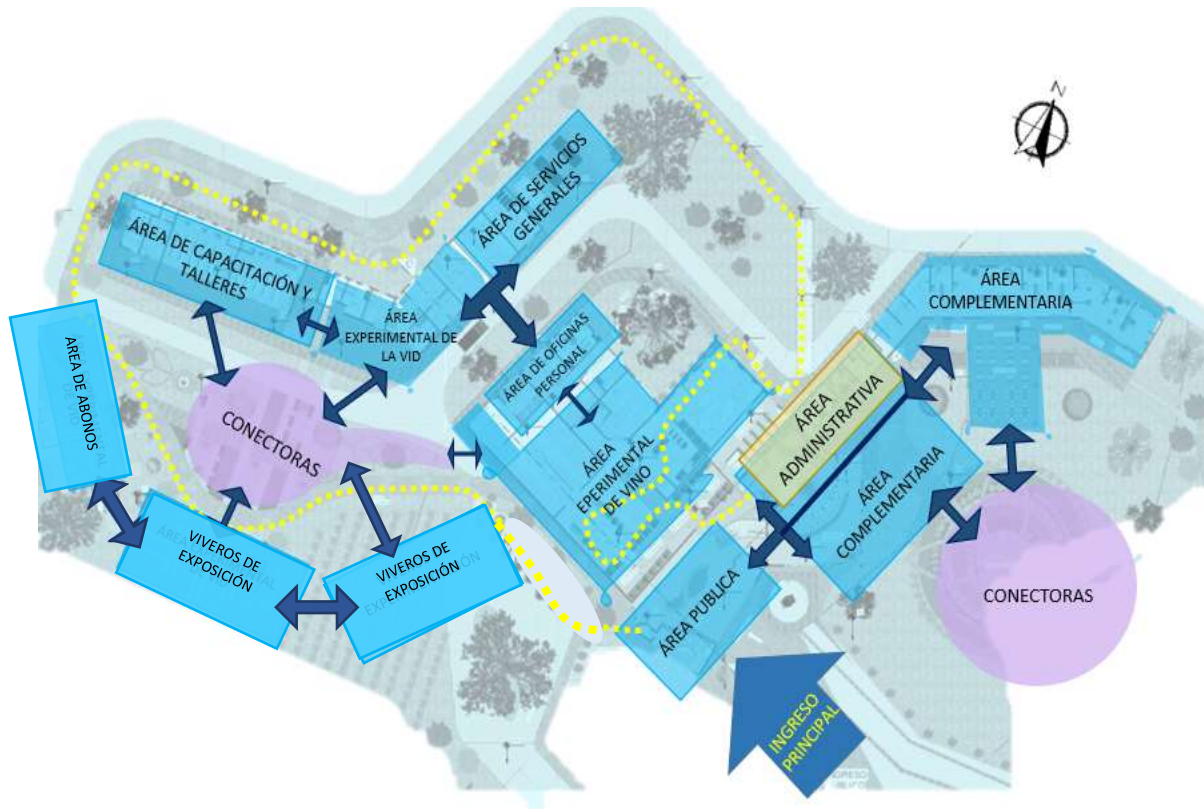 N
ÁREA DE SERVICIOS
GENERALES
ÁREA DE CAPACITACIÓN Y
TALLERES
ÁREA
EXPERIMENTAL DE
LA VID
ÁREA
COMPLEMENTARIA
ÁREA DE OFICINAS
PERSONAL
ÁREA DE ABONOS
CONECTORAS
ÁREA
ADMINISTRATIVA
ÁREA
EPERIMENTAL
DE VINO
ÁREA
COMPLEMENTARIA
VIVEROS DE
EXPOSICIÓN
VIVEROS DE
EXPOSICIÓN
ÁREA PUBLICA
CONECTORAS
INGRESO
PRINCIPAL